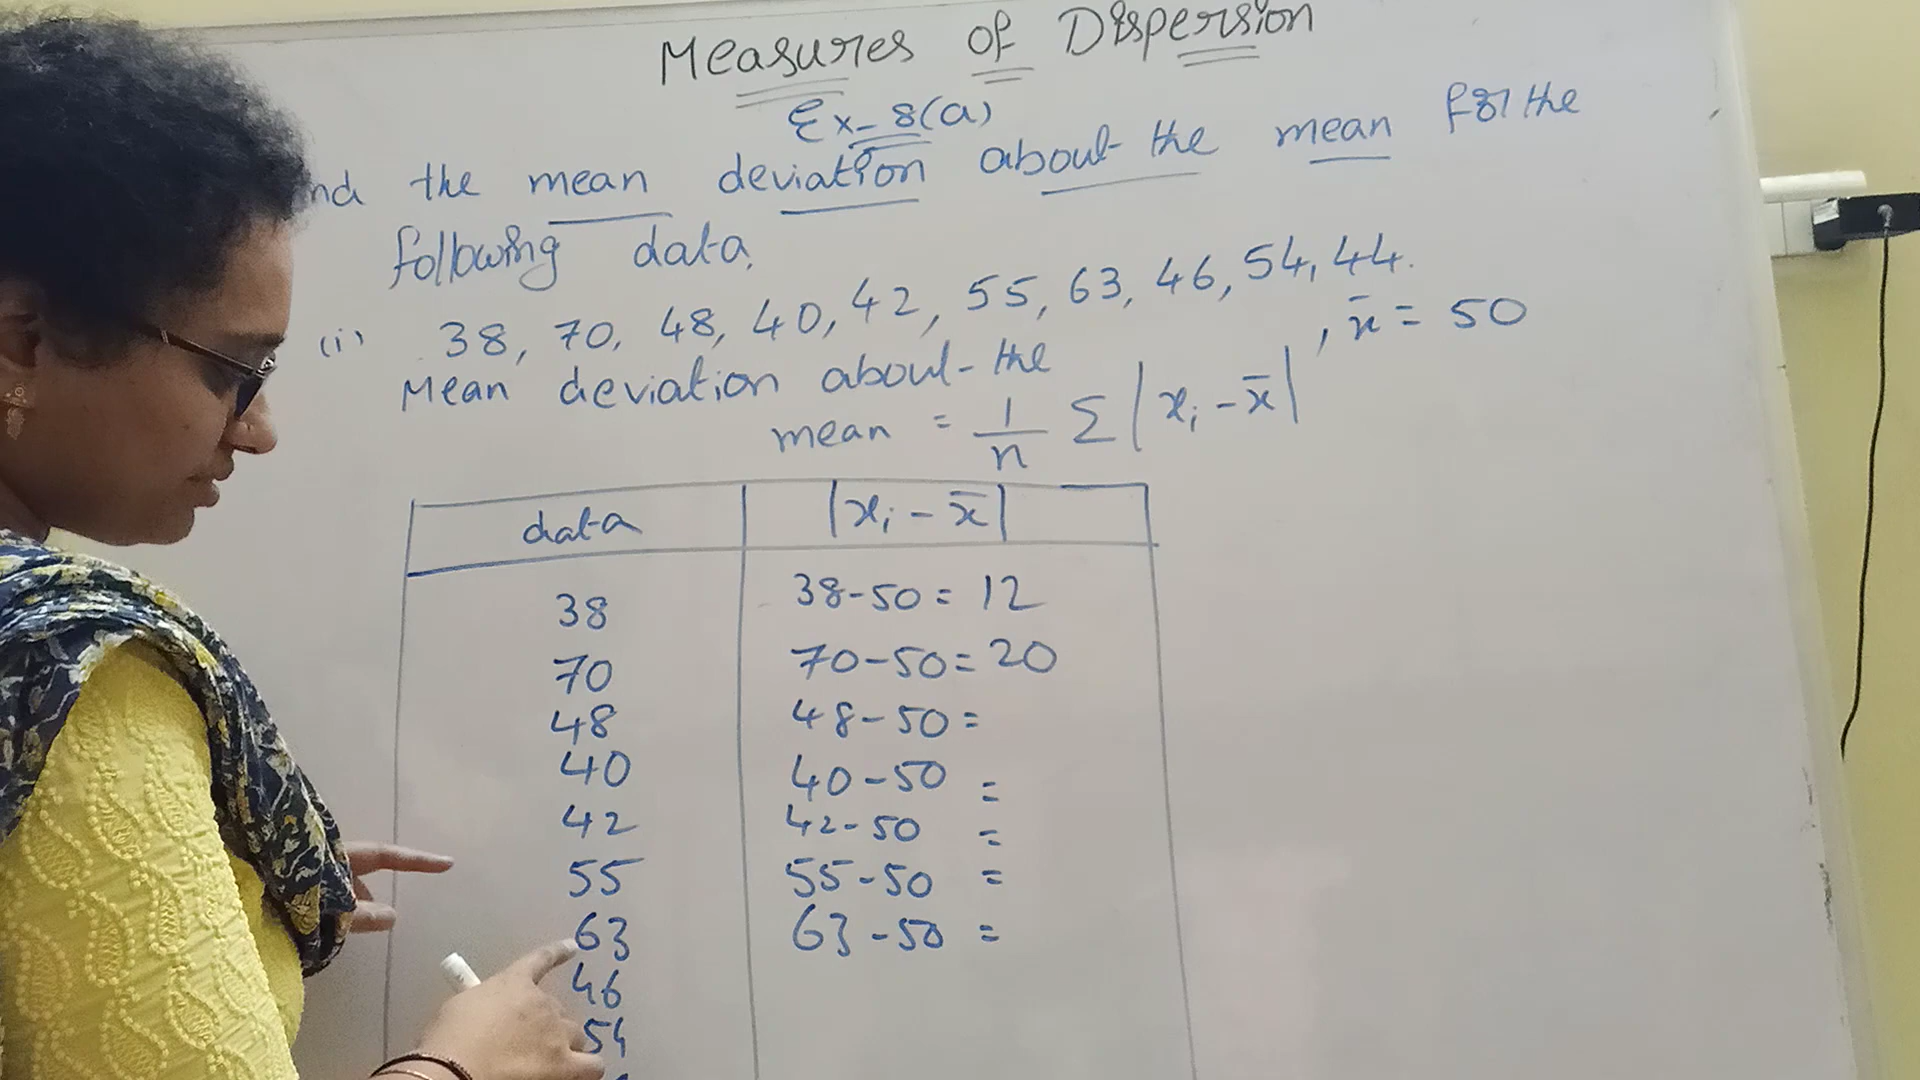 Measures of Dispersion
Ex-8(a)
nd the mean deviation about the mean for the
following data.
(i) 38, 70, 48, 40, 42, 55, 63, 46, 54, 44.
Mean deviation about the
mean = 1/n Σ |xᵢ - x̄| , x̄ = 50
data |xᵢ - x̄|
38 38-50 = 12
70 70-50 = 20
48 48-50 =
40 40-50 =
42 42-50 =
55 55-50 =
63 63-50 =
46
54